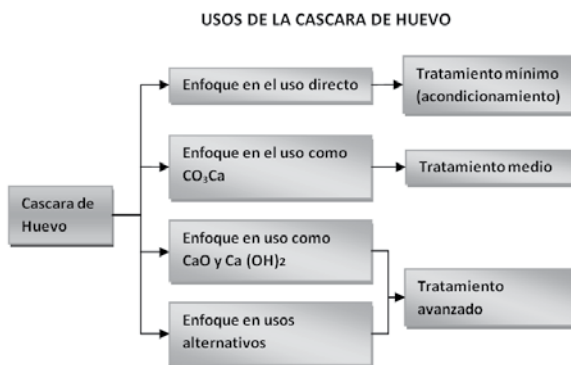 USOS DE LA CASCARA DE HUEVO
Enfoque en el uso directo
Tratamiento mínimo
(acondicionamiento)
Enfoque en el uso como
CO₃Ca
Tratamiento medio
Cascara de
Huevo
Enfoque en uso como
CaO y Ca (OH)₂
Enfoque en usos
alternativos
Tratamiento
avanzado